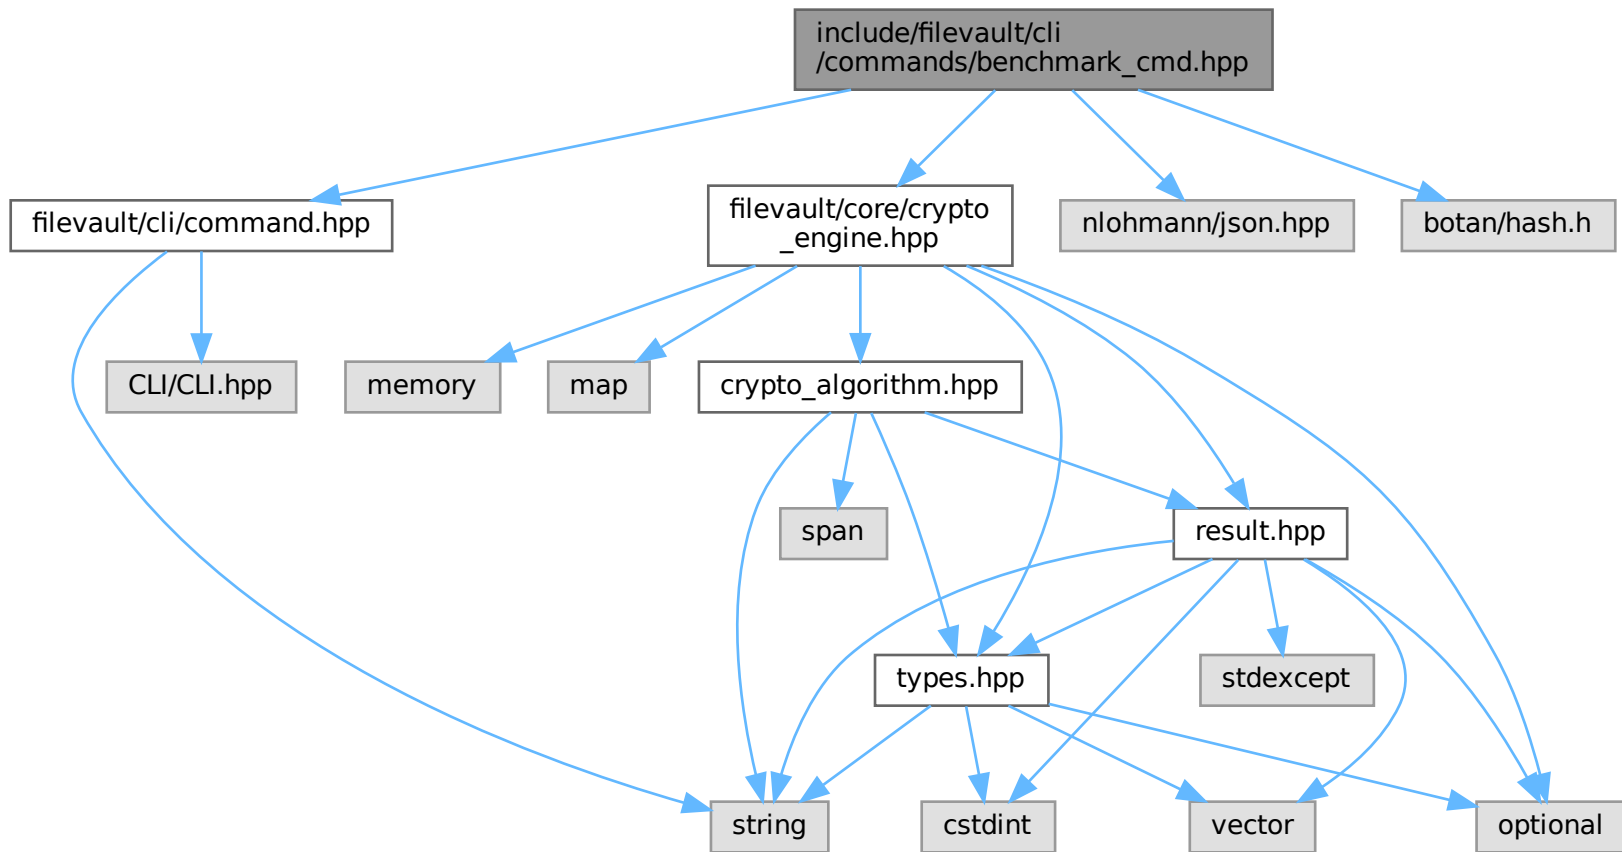 include/filevault/cli
/commands/benchmark_cmd.hpp
filevault/cli/command.hpp
filevault/core/crypto
_engine.hpp
nlohmann/json.hpp
botan/hash.h
CLI/CLI.hpp
memory
map
crypto_algorithm.hpp
span
result.hpp
types.hpp
stdexcept
string
cstdint
vector
optional